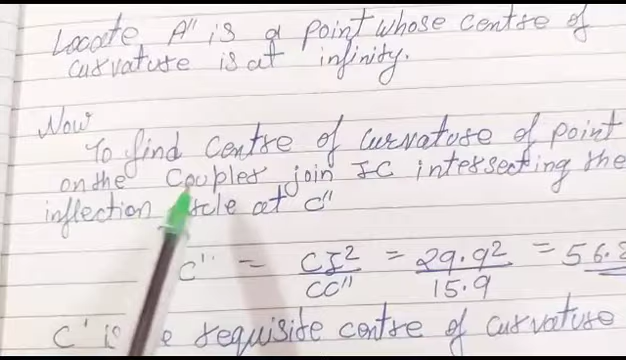 Locate A" is a point whose centre of
curvature is at infinity.
Now
To find centre of curvature of point
on the coupler join IC intersecting the
inflection at C"
C" = CI² / CC" = 29.9² / 15.9 = 56.2
C' is requisite centre of curvature